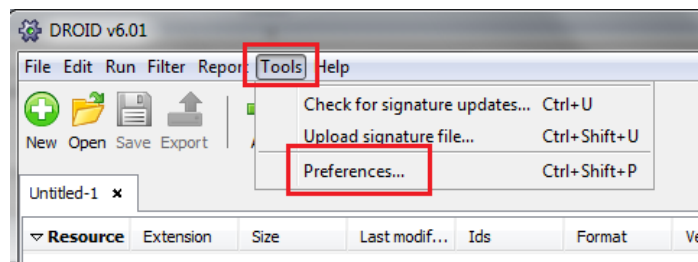 DROID v6.01
File Edit Run Filter Repor Tools Help
Check for signature updates... Ctrl+U
Upload signature file... Ctrl+Shift+U
New Open Save Export
Preferences... Ctrl+Shift+P
Untitled-1
Resource Extension Size Last modif... Ids Format